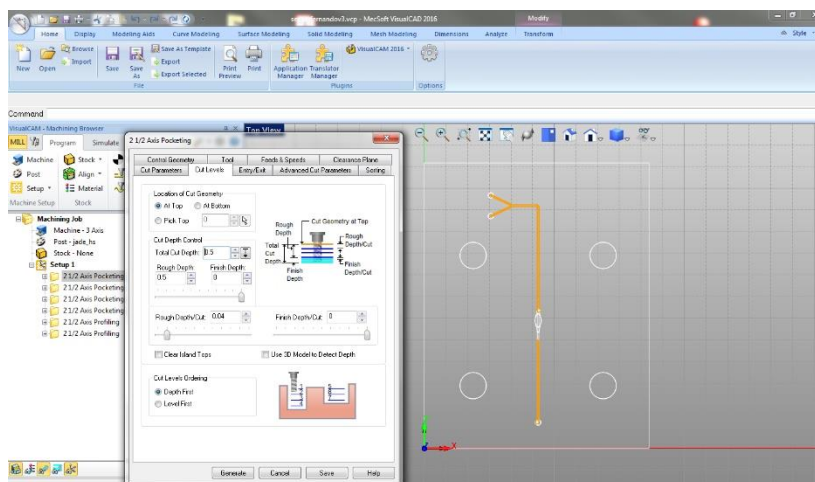 MecSoft VisualCAD 2016
Modify
Home Display Modeling Aids Curve Modeling Surface Modeling Solid Modeling Mesh Modeling Dimensions Analyze Transform Style
New Open Browse Import Save Save As Save As Template Export Export Selected Print Preview Print Application Manager Translator Manager VisualCAM 2016 Options
File Plugins Options
Command
VisualCAM - Machining Browser
Top View
MILL Program Simulate
Machine Stock
Post Align
Setup Material
Machine Setup Stock
Machining Job
Machine - 3 Axis
Post - jade_hs
Stock - None
Setup 1
2 1/2 Axis Pocketing
2 1/2 Axis Pocketing
2 1/2 Axis Pocketing
2 1/2 Axis Pocketing
2 1/2 Axis Profiling
2 1/2 Axis Profiling
2 1/2 Axis Pocketing
Control Geometry Tool Feeds & Speeds Clearance Plane
Cut Parameters Cut Levels Entry/Exit Advanced Cut Parameters Sorting
Location of Cut Geometry
At Top At Bottom
Pick Top 0
Cut Depth Control
Total Cut Depth: 0.5
Rough Depth: Finish Depth:
0.5 0
Rough Depth
Cut Geometry at Top
Total Cut Depth
Rough Depth/Cut
Finish Depth
Finish Depth/Cut
Rough Depth/Cut 0.04 Finish Depth/Cut 0
Clear Island Tops Use 3D Model to Detect Depth
Cut Levels Ordering
Depth First
Level First
Generate Cancel Save Help
X